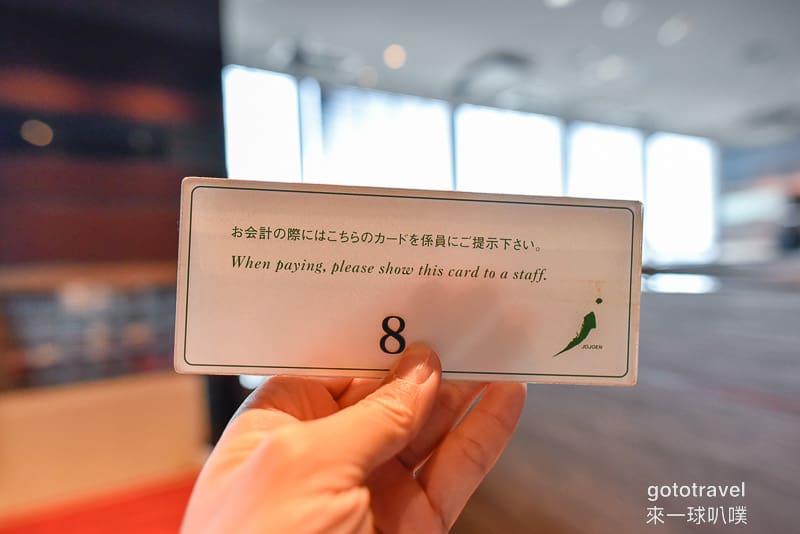 お会計の際にはこちらのカードを係員にご提示下さい。
When paying, please show this card to a staff.
8
JOJOEN
gototravel
來一球叭噗